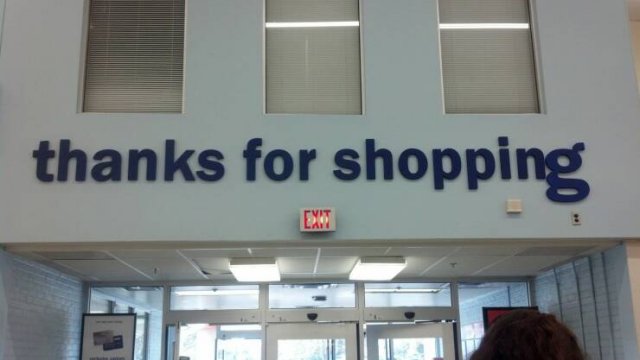 thanks for shopping
EXIT